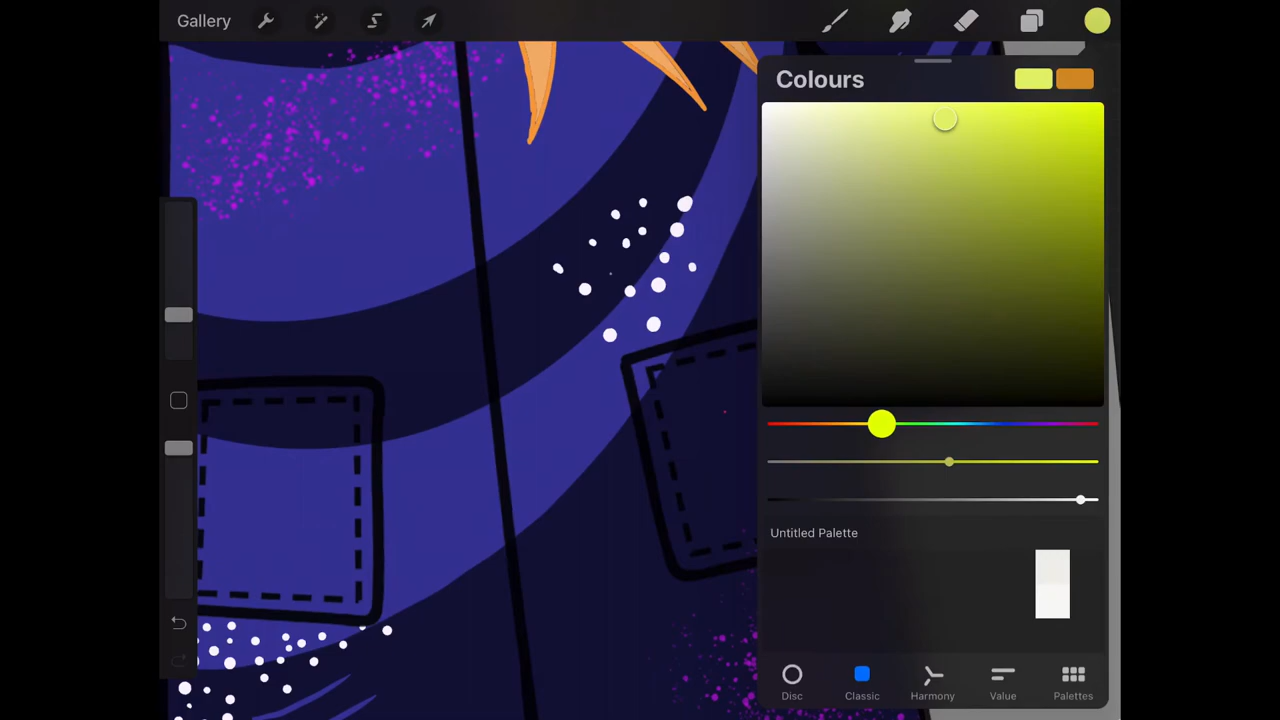 Gallery
Colours
Untitled Palette
Disc
Classic
Harmony
Value
Palettes